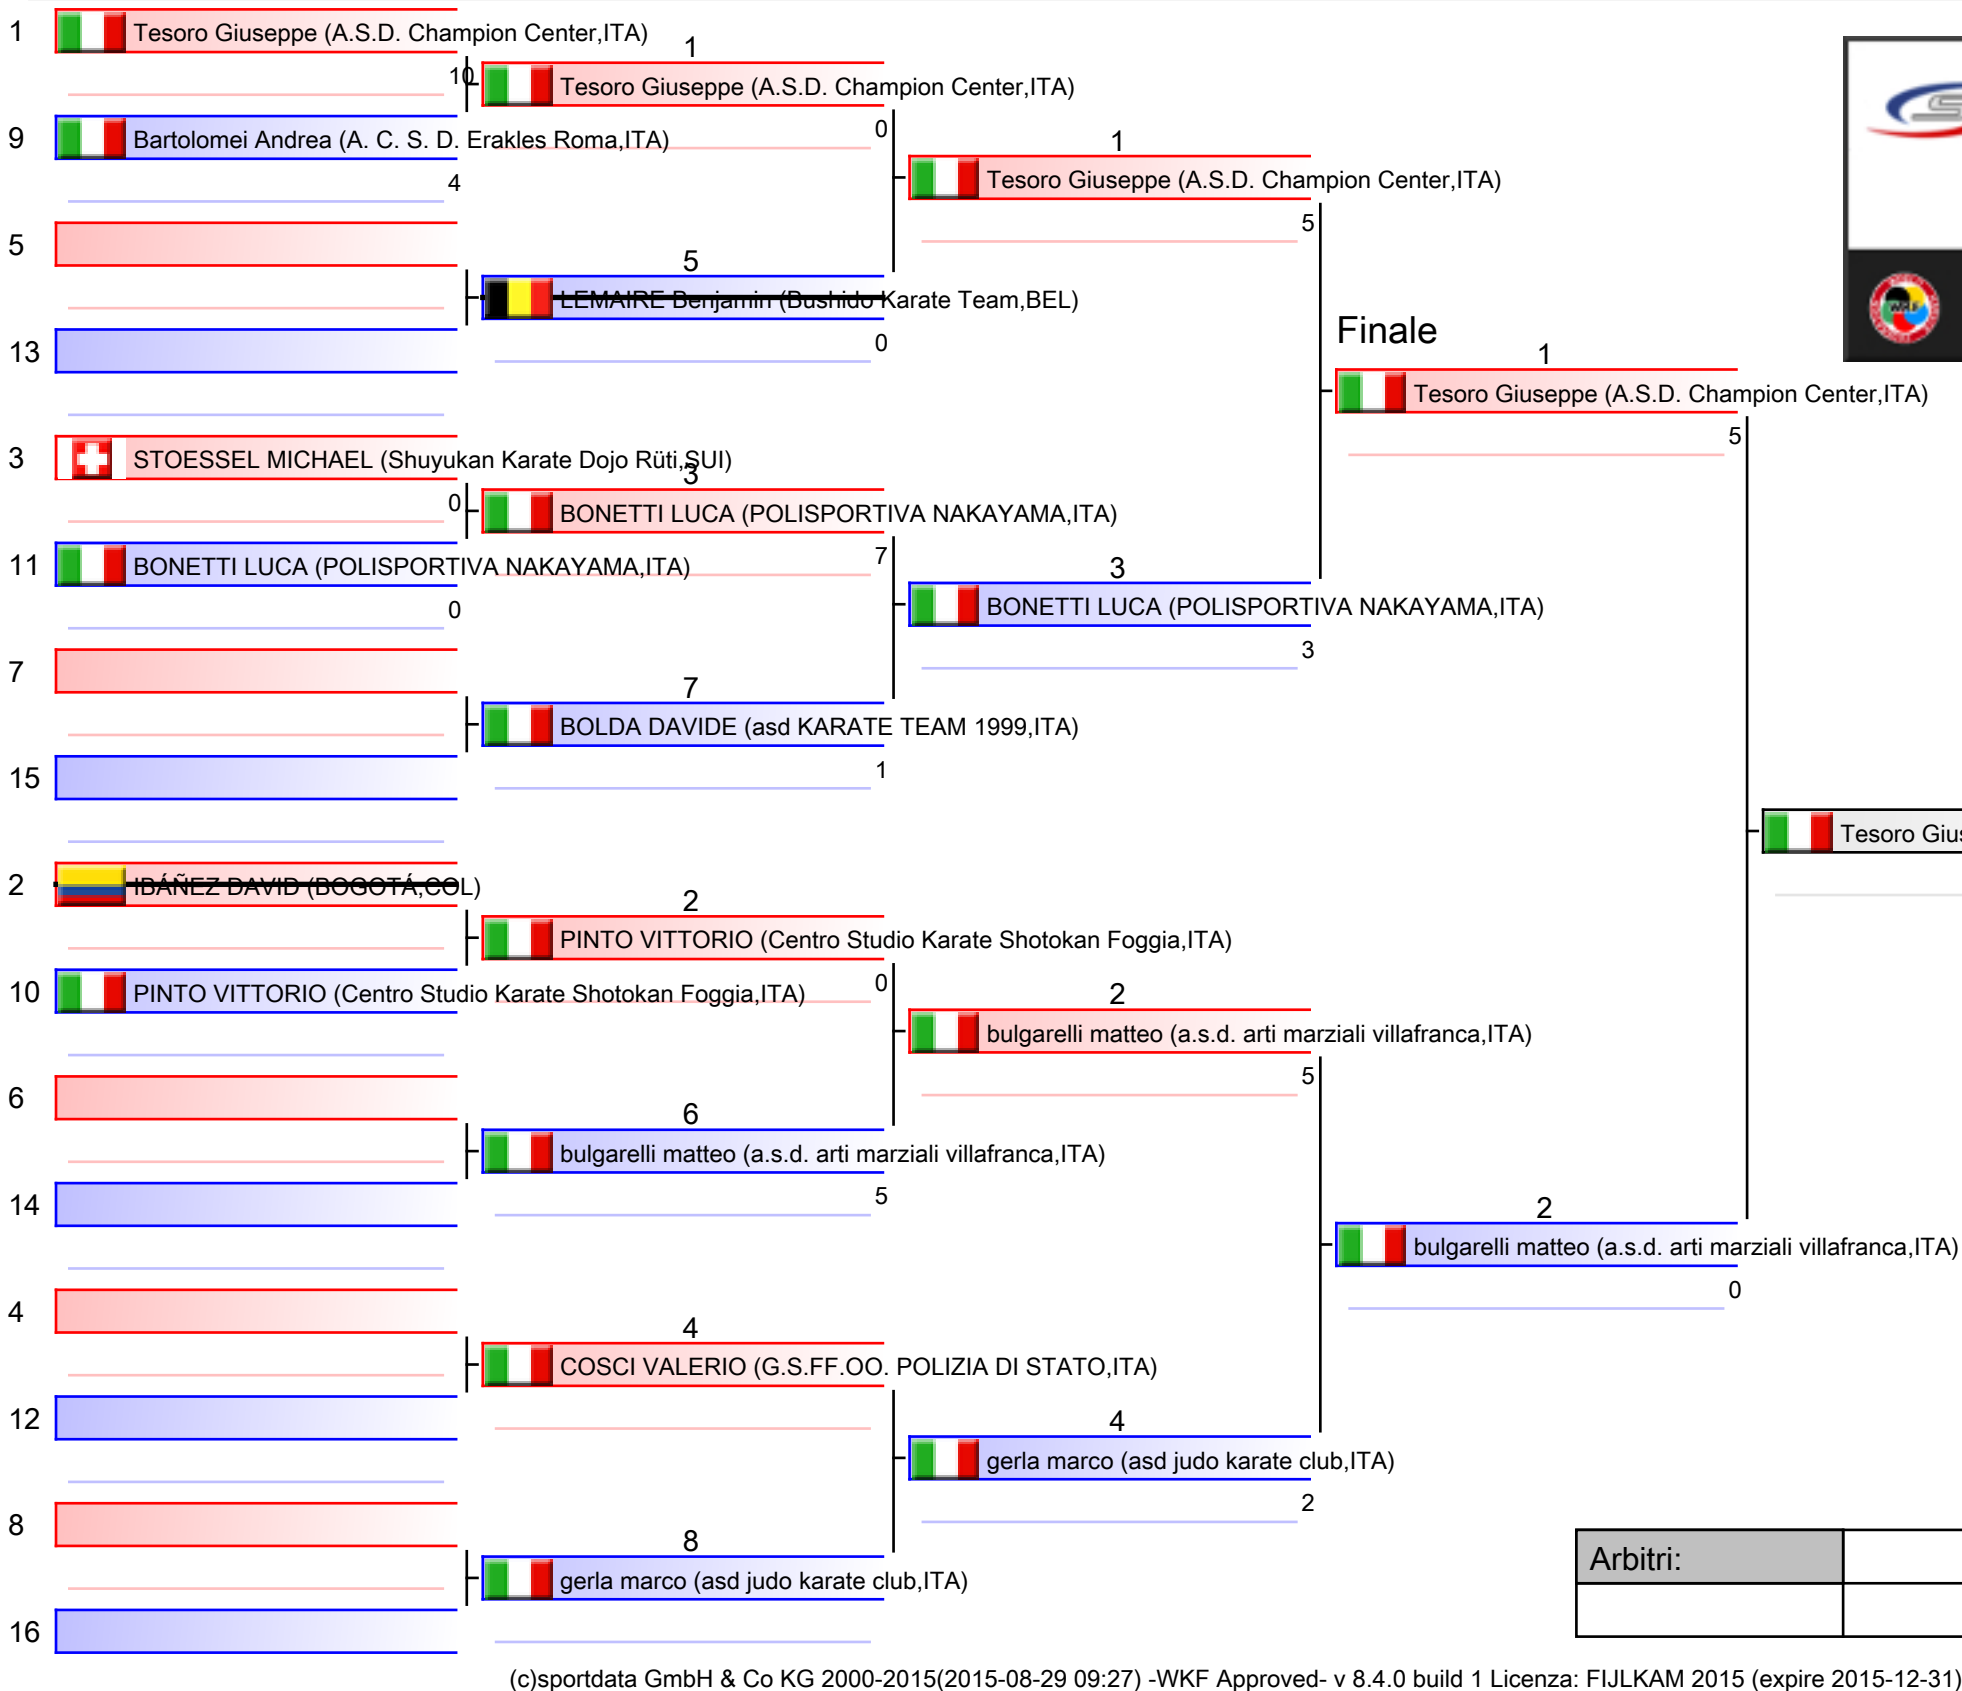 1 Tesoro Giuseppe (A.S.D. Champion Center,ITA)
10
9 Bartolomei Andrea (A. C. S. D. Erakles Roma,ITA)
4
5
13
3 STOESSEL MICHAEL (Shuyukan Karate Dojo Rüti,SUI)
0
11 BONETTI LUCA (POLISPORTIVA NAKAYAMA,ITA)
0
7
15
2 IBÁÑEZ DAVID (BOGOTÁ,COL)
10 PINTO VITTORIO (Centro Studio Karate Shotokan Foggia,ITA)
6
14
4
12
8
16
1
Tesoro Giuseppe (A.S.D. Champion Center,ITA)
0
5
LEMAIRE Benjamin (Bushido Karate Team,BEL)
0
3
BONETTI LUCA (POLISPORTIVA NAKAYAMA,ITA)
7
7
BOLDA DAVIDE (asd KARATE TEAM 1999,ITA)
1
2
PINTO VITTORIO (Centro Studio Karate Shotokan Foggia,ITA)
0
6
bulgarelli matteo (a.s.d. arti marziali villafranca,ITA)
5
4
COSCI VALERIO (G.S.FF.OO. POLIZIA DI STATO,ITA)
8
gerla marco (asd judo karate club,ITA)
1
Tesoro Giuseppe (A.S.D. Champion Center,ITA)
5
3
BONETTI LUCA (POLISPORTIVA NAKAYAMA,ITA)
3
2
bulgarelli matteo (a.s.d. arti marziali villafranca,ITA)
5
4
gerla marco (asd judo karate club,ITA)
2
Finale
1
Tesoro Giuseppe (A.S.D. Champion Center,ITA)
5
2
bulgarelli matteo (a.s.d. arti marziali villafranca,ITA)
0
Tesoro Gius
WKF
Arbitri:
(c)sportdata GmbH & Co KG 2000-2015(2015-08-29 09:27) -WKF Approved- v 8.4.0 build 1 Licenza: FIJLKAM 2015 (expire 2015-12-31)